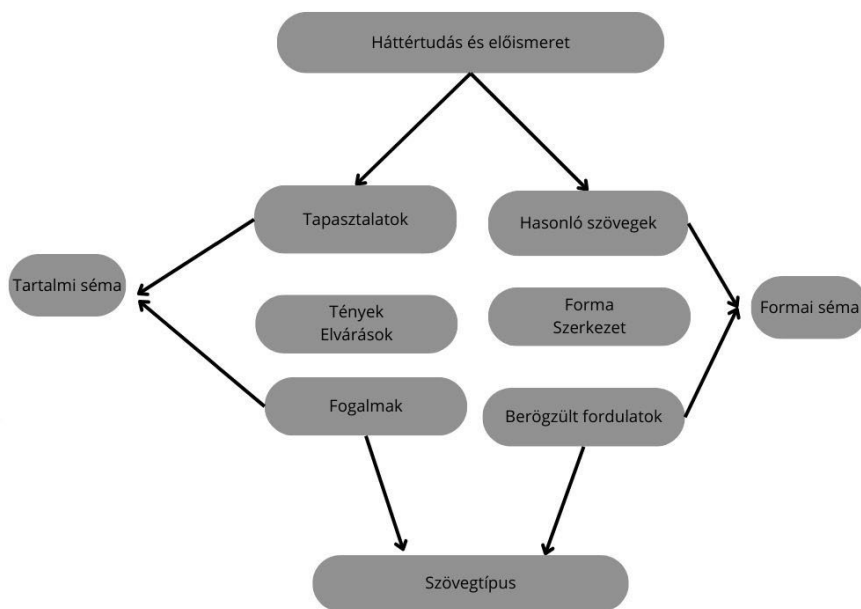 Háttértudás és előismeret
Tapasztalatok
Hasonló szövegek
Tartalmi séma
Tények
Elvárások
Forma
Szerkezet
Formai séma
Fogalmak
Berögzült fordulatok
Szövegtípus